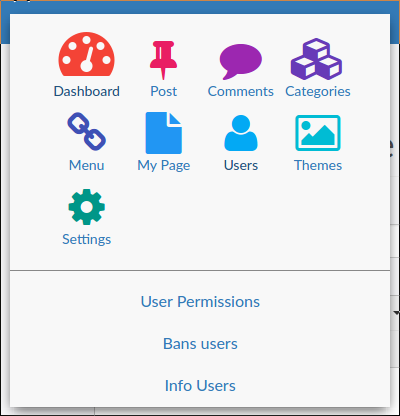 Dashboard Post Comments Categories
Menu My Page Users Themes
Settings
User Permissions
Bans users
Info Users